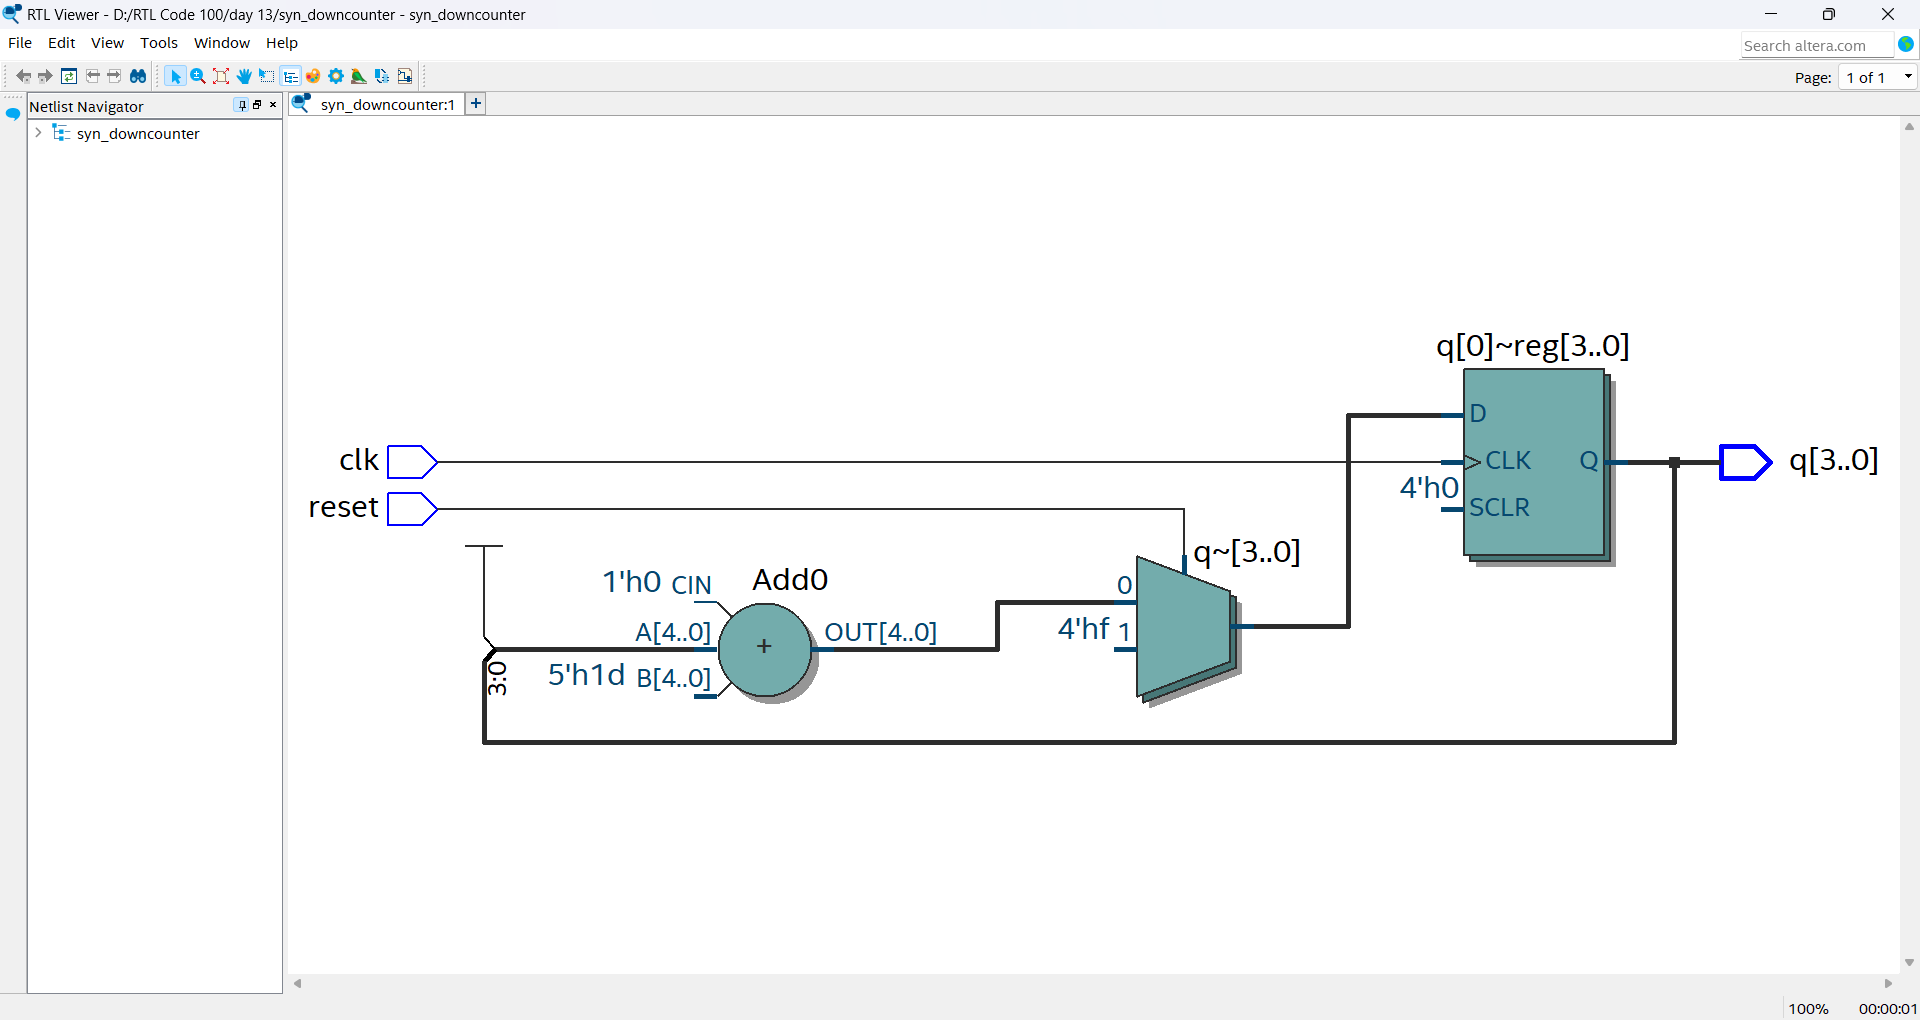 RTL Viewer - D:/RTL Code 100/day 13/syn_downcounter - syn_downcounter
File Edit View Tools Window Help
Search altera.com
Page: 1 of 1
Netlist Navigator
syn_downcounter:1
syn_downcounter
q[0]~reg[3..0]
D
clk
CLK
Q
q[3..0]
4'h0
reset
SCLR
q~[3..0]
1'h0 CIN
Add0
0
A[4..0]
OUT[4..0]
4'hf 1
+
5'h1d B[4..0]
3:0
100% 00:00:01